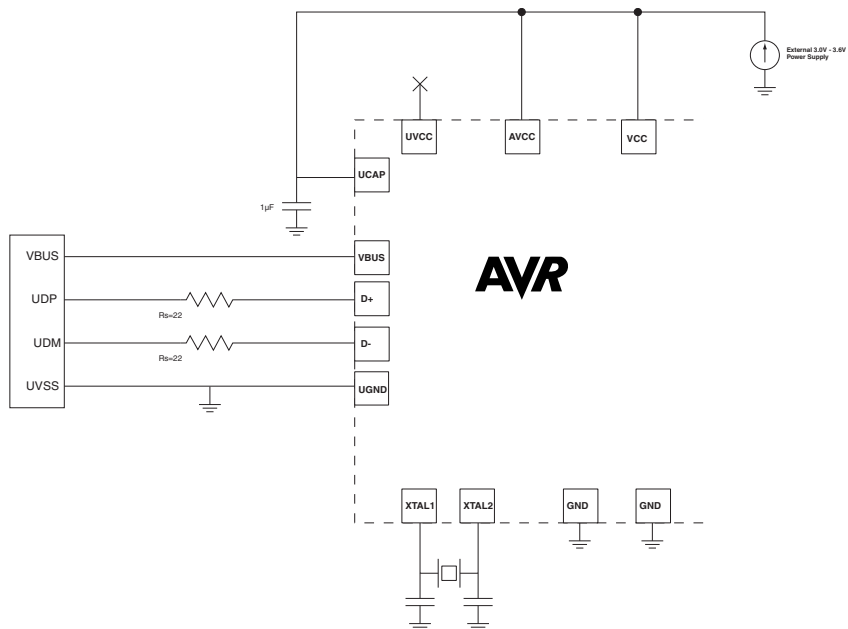 External 3.0V - 3.6V
Power Supply
UVCC
AVCC
VCC
UCAP
1µF
VBUS
VBUS
UDP
Rs=22
D+
UDM
Rs=22
D-
UVSS
UGND
AVR
XTAL1
XTAL2
GND
GND